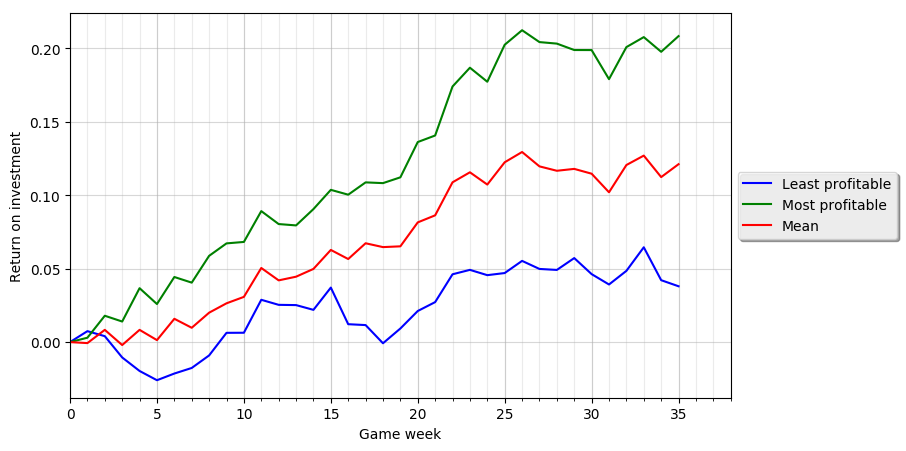 0.20
0.15
0.10
0.05
0.00
Return on investment
0 5 10 15 20 25 30 35
Game week
Least profitable
Most profitable
Mean